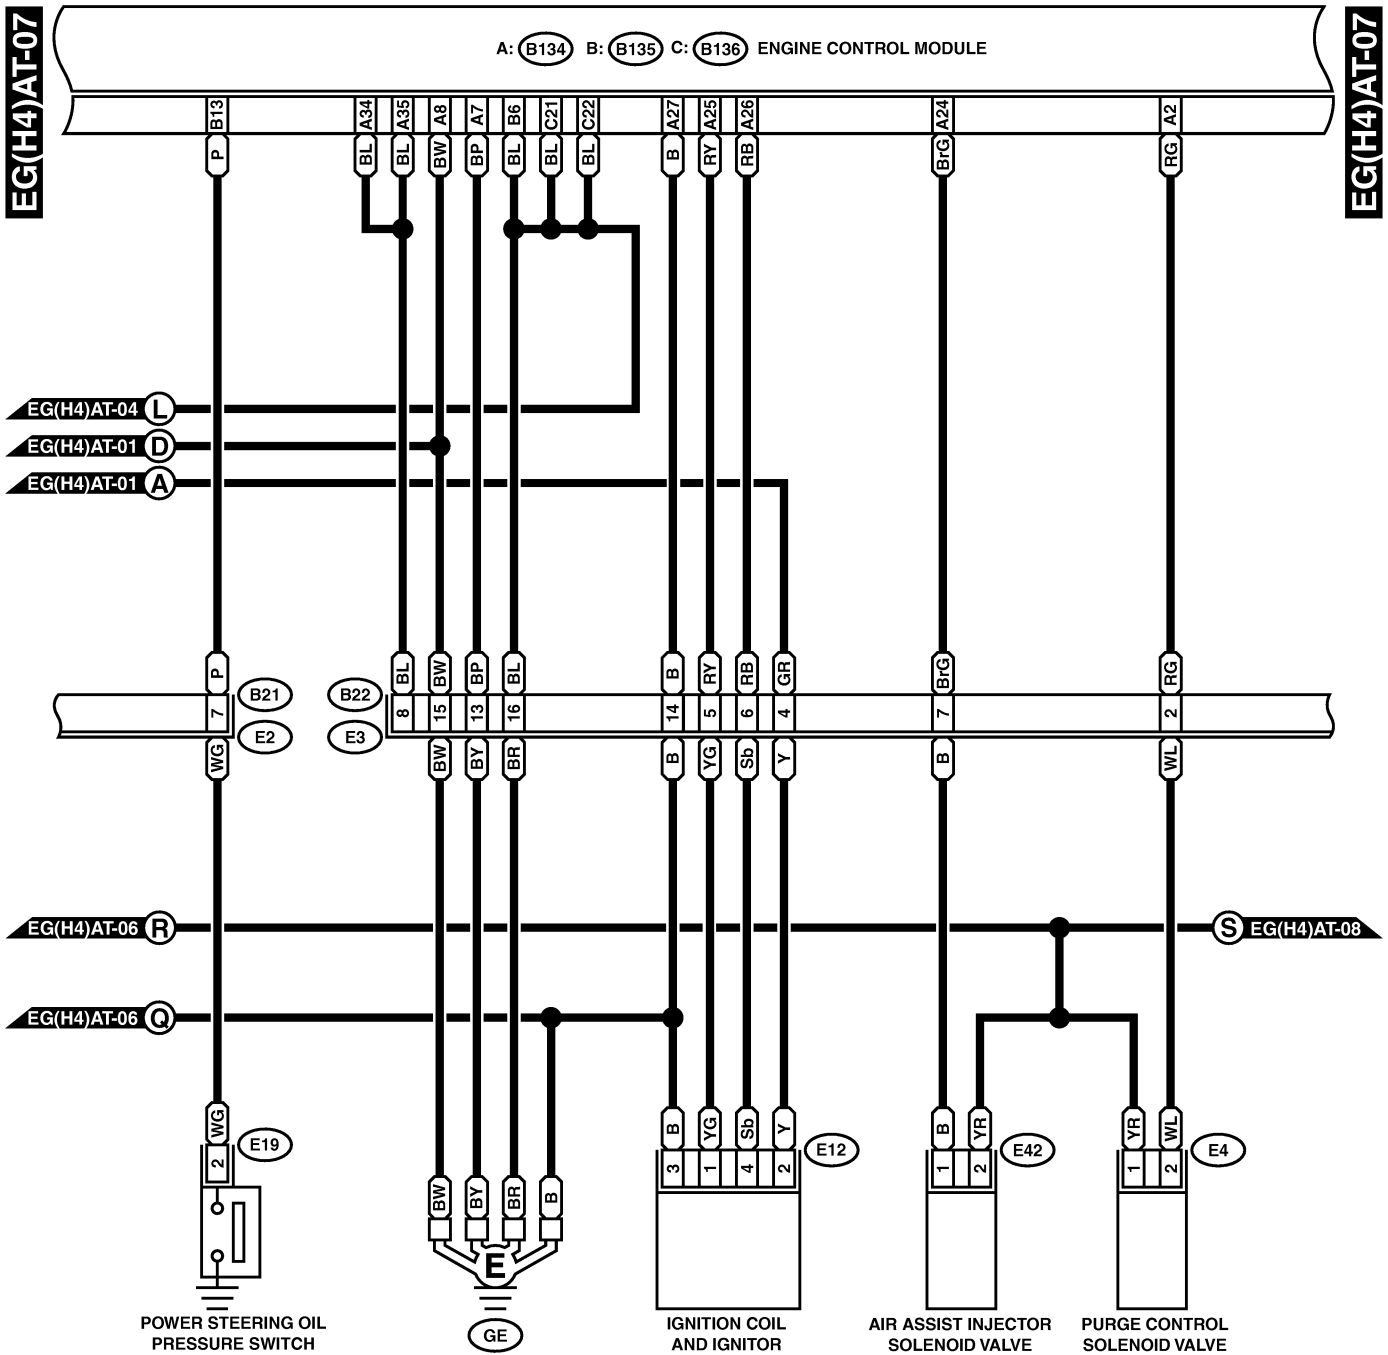 EG(H4)AT-07
EG(H4)AT-07
A: B134 B: B135 C: B136 ENGINE CONTROL MODULE
B13 A34 A35 A8 A7 B6 C21 C22 A27 A25 A26 A24 A2
P BL BL BW BP BL BL BL B RY RB BrG RG
EG(H4)AT-04 L
EG(H4)AT-01 D
EG(H4)AT-01 A
P BL BW BP BL B RY RB GR BrG RG
B21 B22
7 8 15 13 16 14 5 6 4 7 2
E2 E3
WG BW BY BR B YG Sb Y B WL
EG(H4)AT-06 R S EG(H4)AT-08
EG(H4)AT-06 Q
WG B YG Sb Y B YR YR WL
E19 E12 E42 E4
2 3 1 4 2 1 2 1 2
BW BY BR B
E
GE
POWER STEERING OIL
PRESSURE SWITCH
IGNITION COIL
AND IGNITOR
AIR ASSIST INJECTOR
SOLENOID VALVE
PURGE CONTROL
SOLENOID VALVE